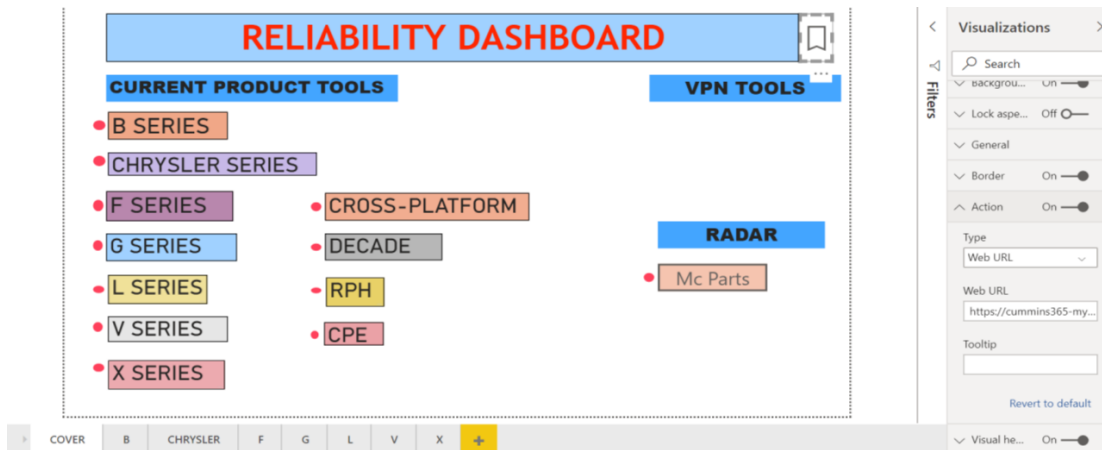 RELIABILITY DASHBOARD
CURRENT PRODUCT TOOLS
VPN TOOLS
B SERIES
CHRYSLER SERIES
F SERIES
CROSS-PLATFORM
G SERIES
DECADE
RADAR
L SERIES
RPH
Mc Parts
V SERIES
CPE
X SERIES
COVER B CHRYSLER F G L V X +
Filters
Visualizations
Search
Backgrou... On
Lock aspe... Off
General
Border On
Action On
Type
Web URL
Web URL
https://cummins365-my...
Tooltip
Revert to default
Visual he... On